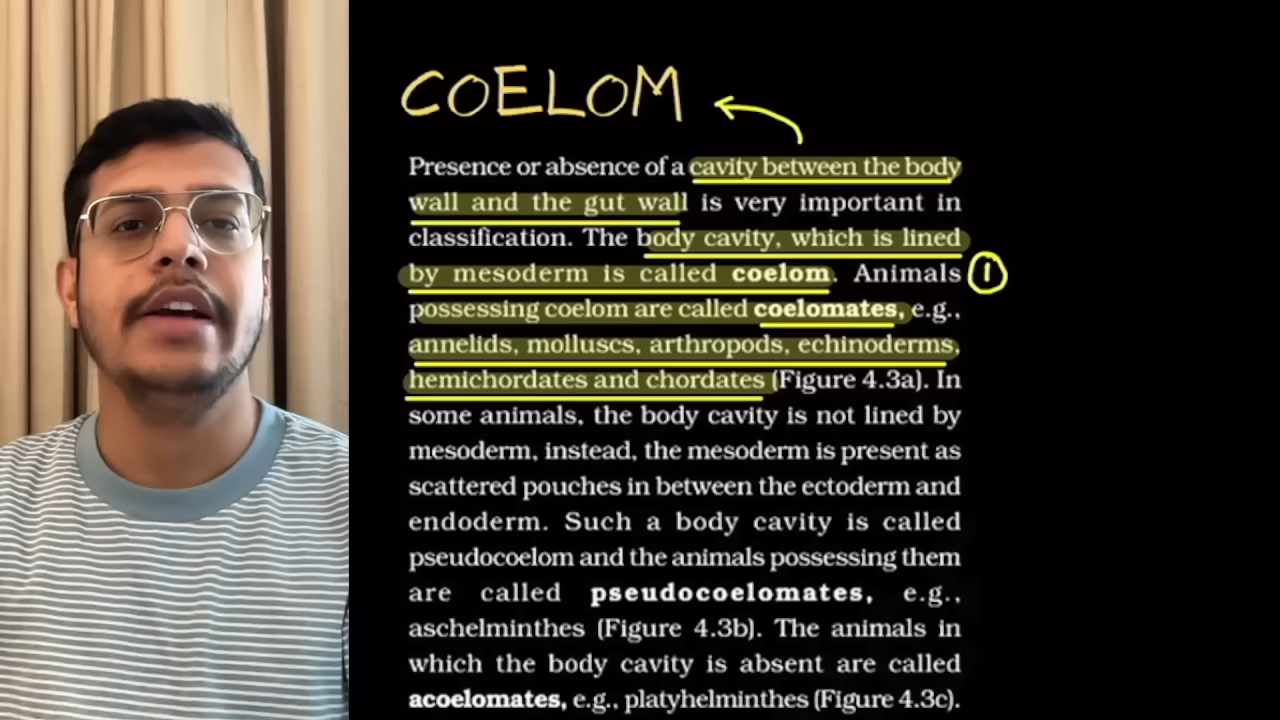 COELOM
Presence or absence of a cavity between the body
wall and the gut wall is very important in
classification. The body cavity, which is lined
by mesoderm is called coelom. Animals
1
possessing coelom are called coelomates, e.g.,
annelids, molluscs, arthropods, echinoderms,
hemichordates and chordates (Figure 4.3a). In
some animals, the body cavity is not lined by
mesoderm, instead, the mesoderm is present as
scattered pouches in between the ectoderm and
endoderm. Such a body cavity is called
pseudocoelom and the animals possessing them
are called pseudocoelomates, e.g.,
aschelminthes (Figure 4.3b). The animals in
which the body cavity is absent are called
acoelomates, e.g., platyhelminthes (Figure 4.3c).